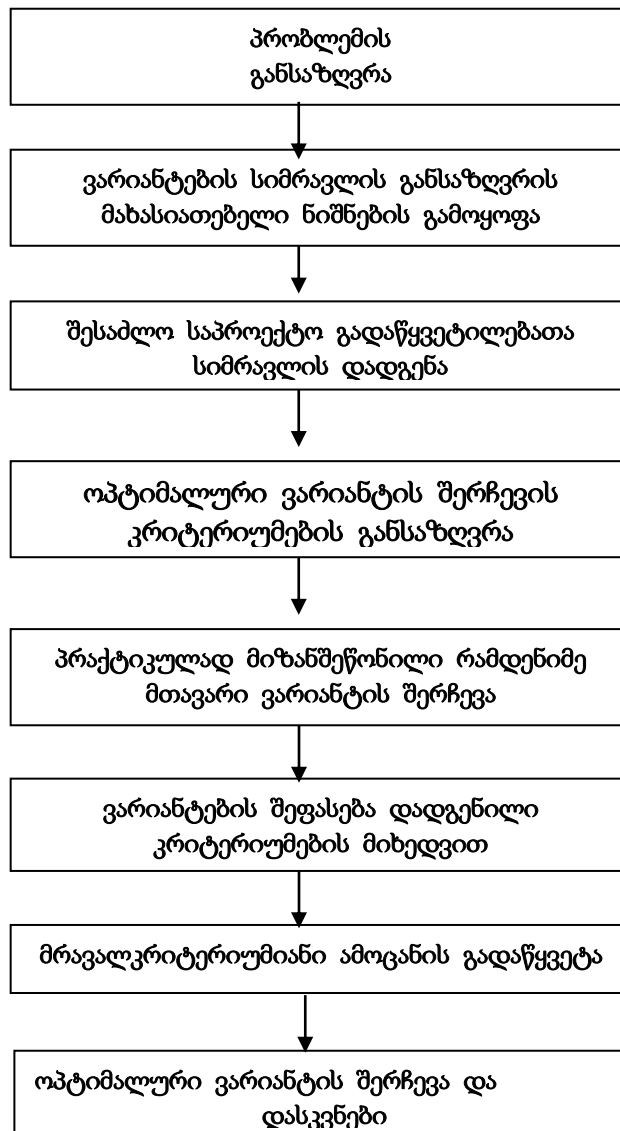 პრობლემის
განსაზღვრა
ვარიანტების სიმრავლის განსაზღვრის
მახასიათებელი ნიშნების გამოყოფა
შესაძლო საპროექტო გადაწყვეტილებათა
სიმრავლის დადგენა
ოპტიმალური ვარიანტის შერჩევის
კრიტერიუმების განსაზღვრა
პრაქტიკულად მიზანშეწონილი რამდენიმე
მთავარი ვარიანტის შერჩევა
ვარიანტების შეფასება დადგენილი
კრიტერიუმების მიხედვით
მრავალკრიტერიუმიანი ამოცანის გადაწყვეტა
ოპტიმალური ვარიანტის შერჩევა და
დასკვნები